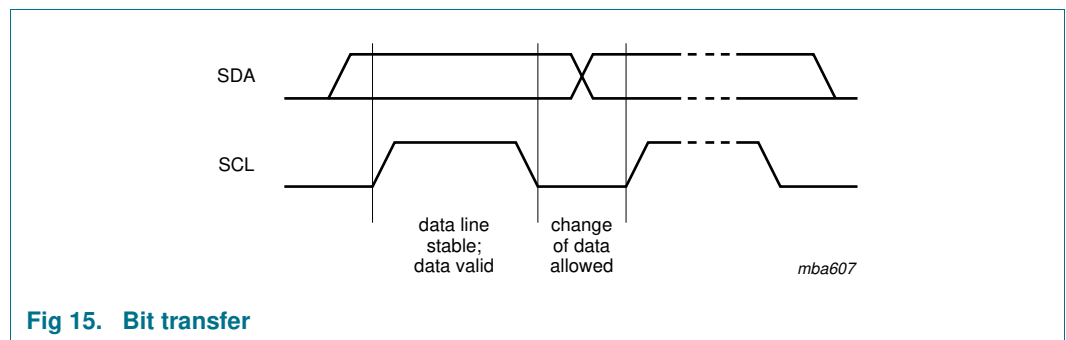 SDA
SCL
data line
stable;
data valid
change
of data
allowed
mba607
Fig 15. Bit transfer